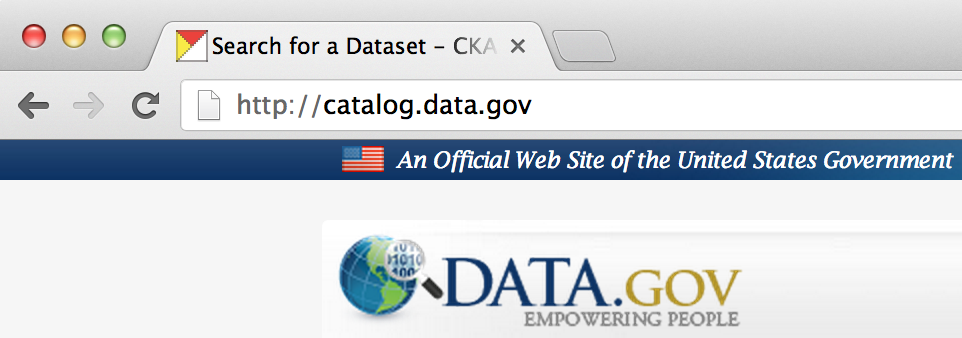 Search for a Dataset – CKA
http://catalog.data.gov
An Official Web Site of the United States Government
1010
100
DATA.GOV
EMPOWERING PEOPLE